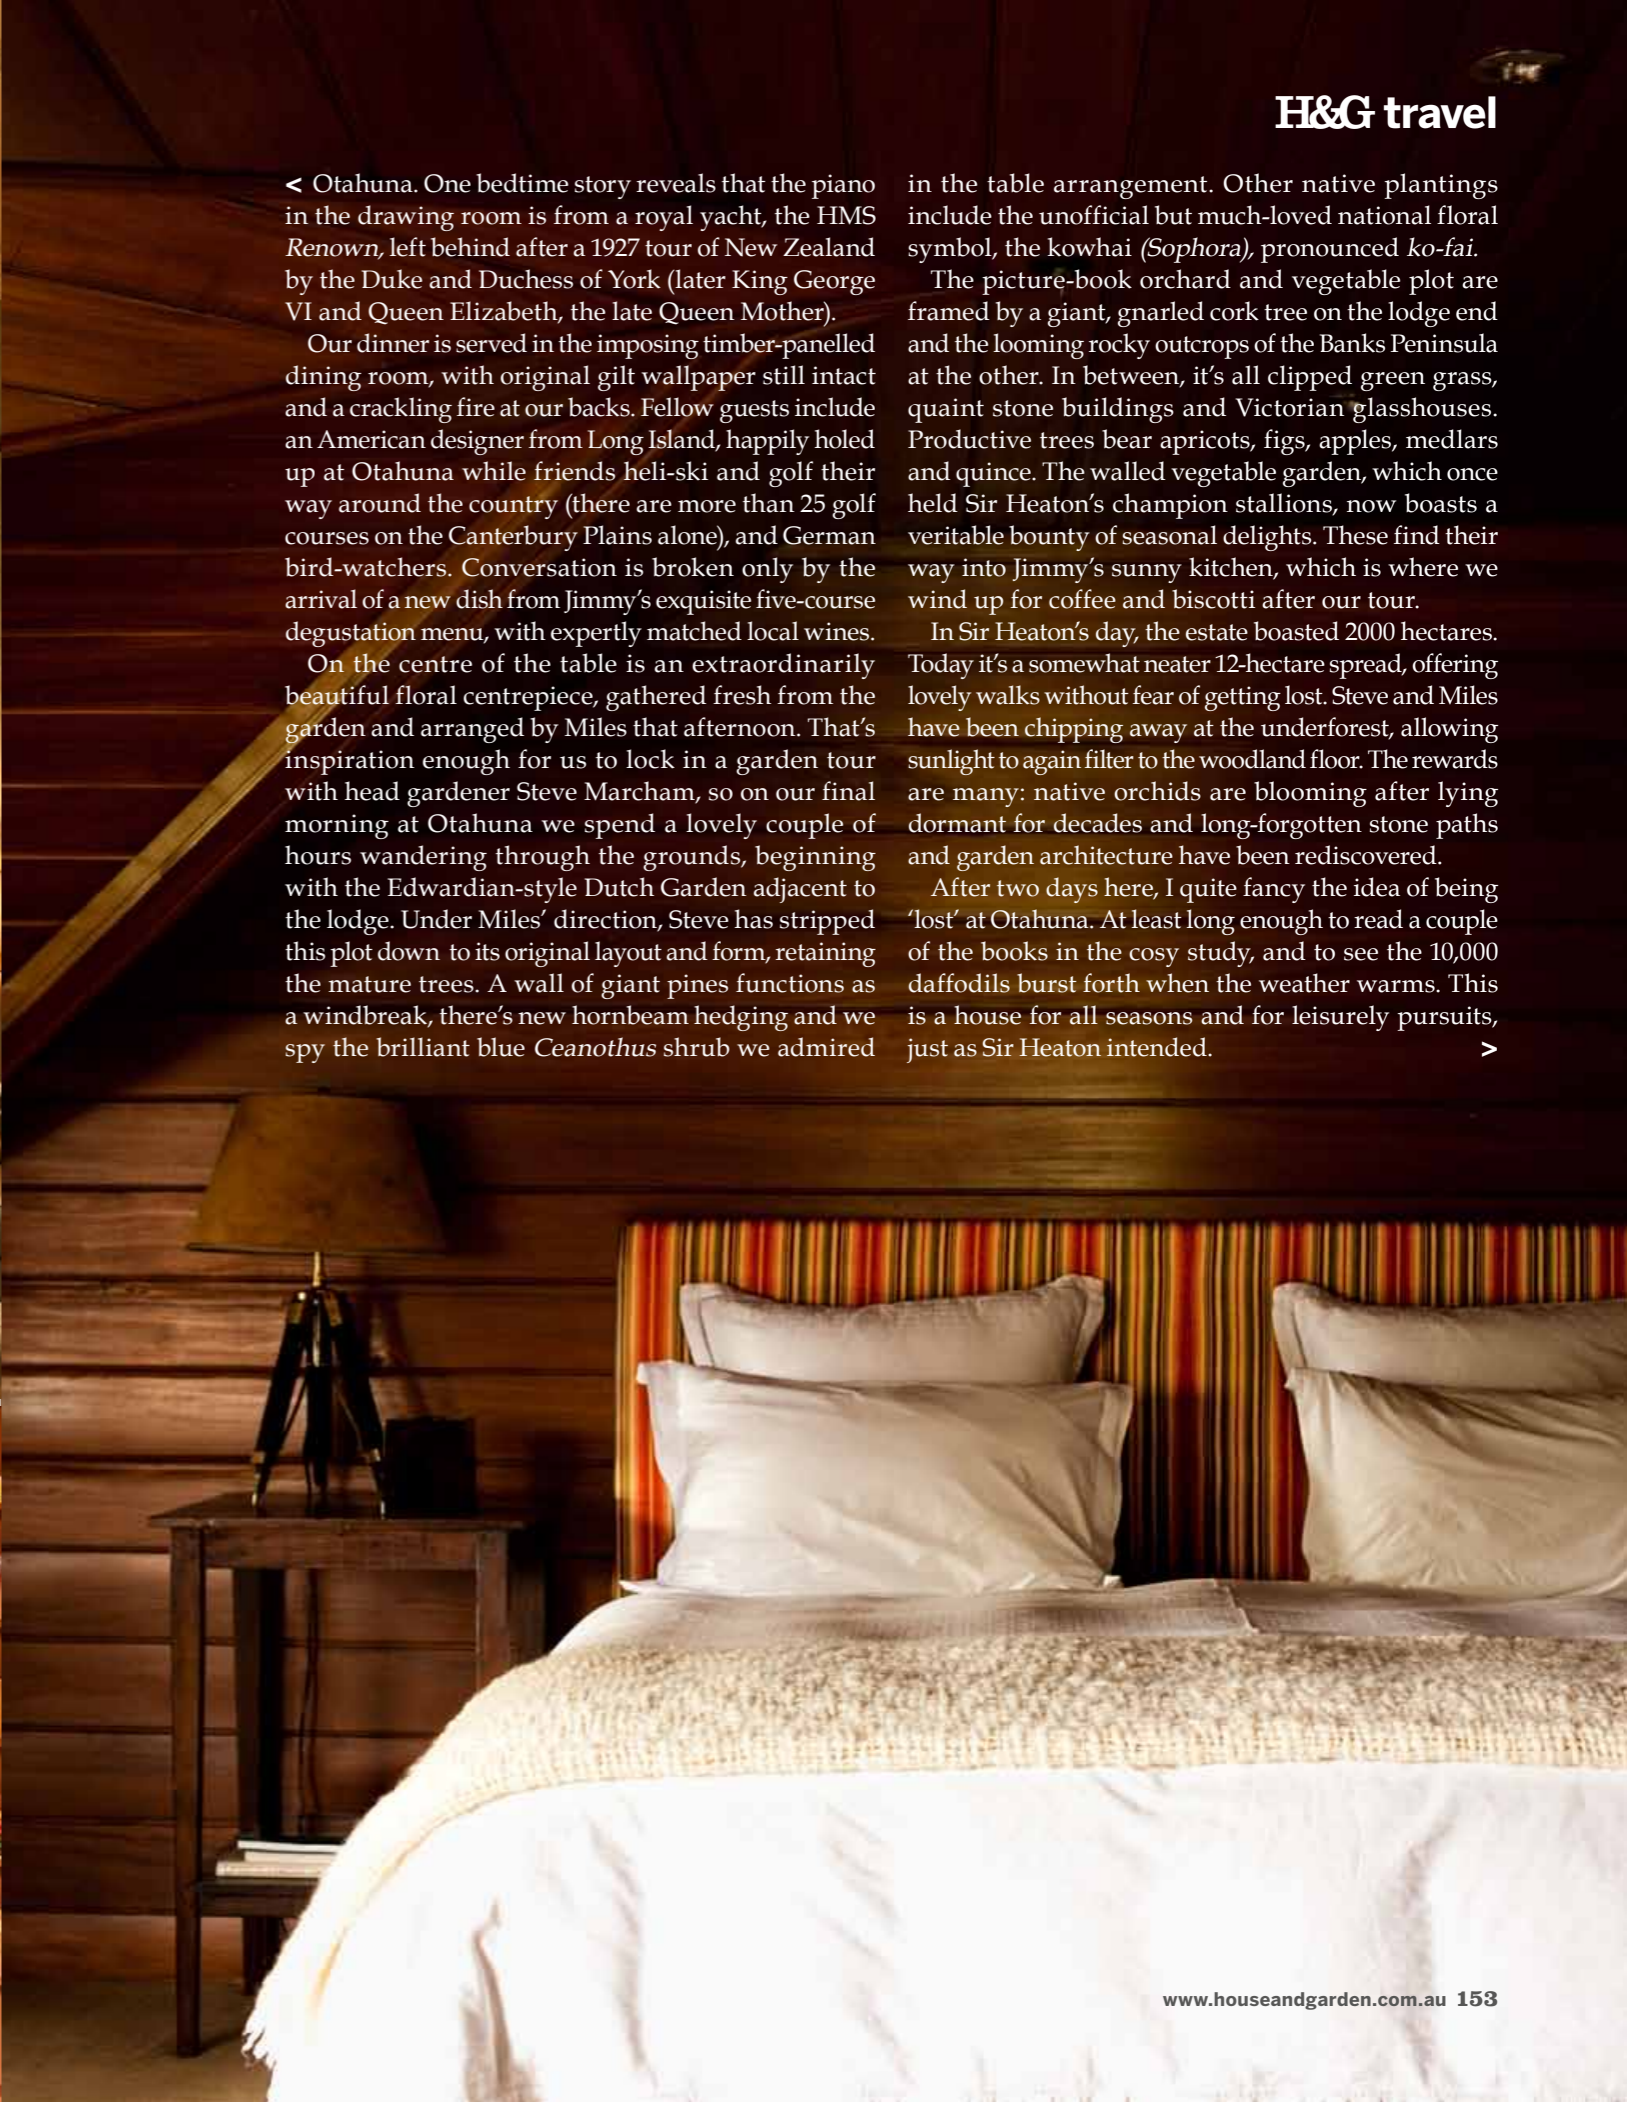 H&G travel
< Otahuna. One bedtime story reveals that the piano
in the drawing room is from a royal yacht, the HMS
Renown, left behind after a 1927 tour of New Zealand
by the Duke and Duchess of York (later King George
VI and Queen Elizabeth, the late Queen Mother).
Our dinner is served in the imposing timber-panelled
dining room, with original gilt wallpaper still intact
and a crackling fire at our backs. Fellow guests include
an American designer from Long Island, happily holed
up at Otahuna while friends heli-ski and golf their
way around the country (there are more than 25 golf
courses on the Canterbury Plains alone), and German
bird-watchers. Conversation is broken only by the
arrival of a new dish from Jimmy’s exquisite five-course
degustation menu, with expertly matched local wines.
On the centre of the table is an extraordinarily
beautiful floral centrepiece, gathered fresh from the
garden and arranged by Miles that afternoon. That’s
inspiration enough for us to lock in a garden tour
with head gardener Steve Marcham, so on our final
morning at Otahuna we spend a lovely couple of
hours wandering through the grounds, beginning
with the Edwardian-style Dutch Garden adjacent to
the lodge. Under Miles’ direction, Steve has stripped
this plot down to its original layout and form, retaining
the mature trees. A wall of giant pines functions as
a windbreak, there’s new hornbeam hedging and we
spy the brilliant blue Ceanothus shrub we admired
in the table arrangement. Other native plantings
include the unofficial but much-loved national floral
symbol, the kowhai (Sophora), pronounced ko-fai.
The picture-book orchard and vegetable plot are
framed by a giant, gnarled cork tree on the lodge end
and the looming rocky outcrops of the Banks Peninsula
at the other. In between, it’s all clipped green grass,
quaint stone buildings and Victorian glasshouses.
Productive trees bear apricots, figs, apples, medlars
and quince. The walled vegetable garden, which once
held Sir Heaton’s champion stallions, now boasts a
veritable bounty of seasonal delights. These find their
way into Jimmy’s sunny kitchen, which is where we
wind up for coffee and biscotti after our tour.
In Sir Heaton’s day, the estate boasted 2000 hectares.
Today it’s a somewhat neater 12-hectare spread, offering
lovely walks without fear of getting lost. Steve and Miles
have been chipping away at the underforest, allowing
sunlight to again filter to the woodland floor. The rewards
are many: native orchids are blooming after lying
dormant for decades and long-forgotten stone paths
and garden architecture have been rediscovered.
After two days here, I quite fancy the idea of being
‘lost’ at Otahuna. At least long enough to read a couple
of the books in the cosy study, and to see the 10,000
daffodils burst forth when the weather warms. This
is a house for all seasons and for leisurely pursuits,
just as Sir Heaton intended. >
www.houseandgarden.com.au 153